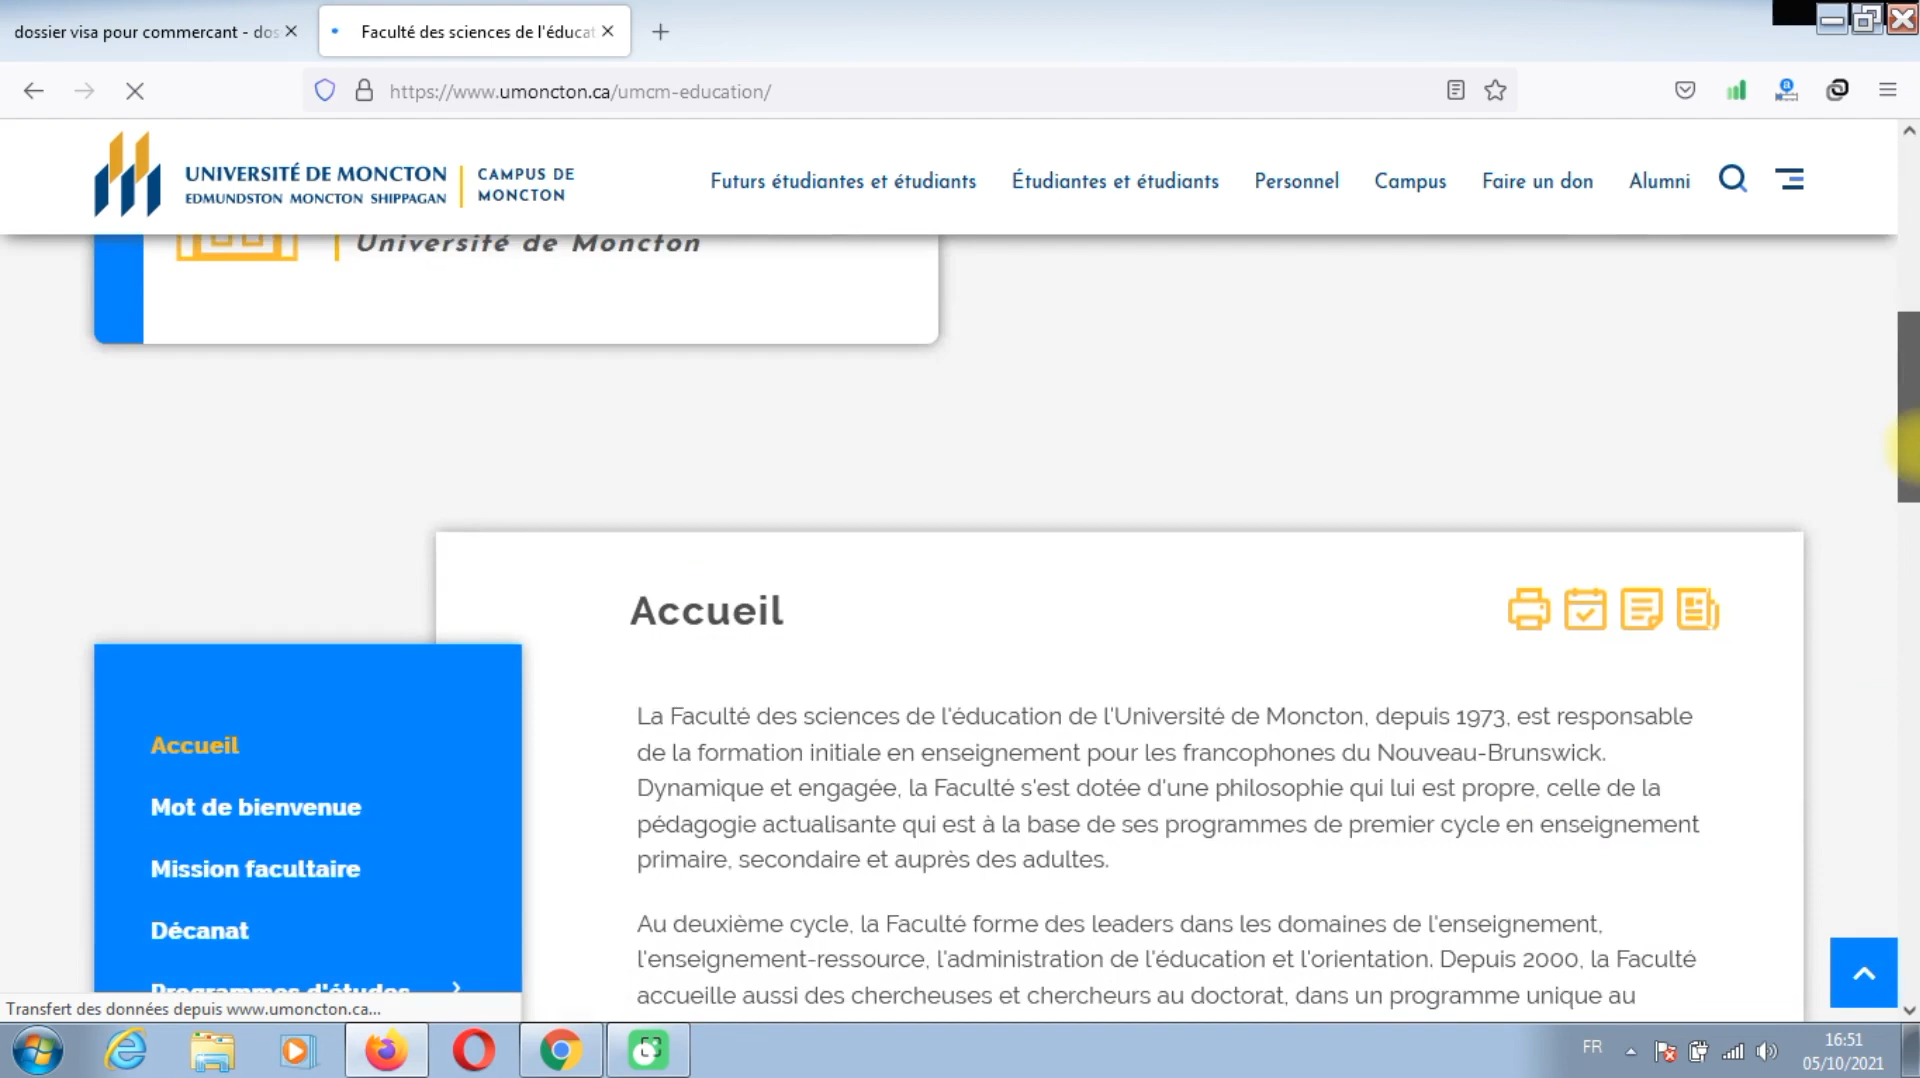 dossier visa pour commercant - dos
Faculté des sciences de l'éducat
https://www.umoncton.ca/umcm-education/
UNIVERSITÉ DE MONCTON
EDMUNDSTON MONCTON SHIPPAGAN
CAMPUS DE
MONCTON
Futurs étudiantes et étudiants
Étudiantes et étudiants
Personnel
Campus
Faire un don
Alumni
Université de Moncton
Accueil
La Faculté des sciences de l'éducation de l'Université de Moncton, depuis 1973, est responsable
de la formation initiale en enseignement pour les francophones du Nouveau-Brunswick.
Dynamique et engagée, la Faculté s'est dotée d'une philosophie qui lui est propre, celle de la
pédagogie actualisante qui est à la base de ses programmes de premier cycle en enseignement
primaire, secondaire et auprès des adultes.
Au deuxième cycle, la Faculté forme des leaders dans les domaines de l'enseignement,
l'enseignement-ressource, l'administration de l'éducation et l'orientation. Depuis 2000, la Faculté
accueille aussi des chercheuses et chercheurs au doctorat, dans un programme unique au
Accueil
Mot de bienvenue
Mission facultaire
Décanat
Programmes d'études
Transfert des données depuis www.umoncton.ca...
FR
16:51
05/10/2021